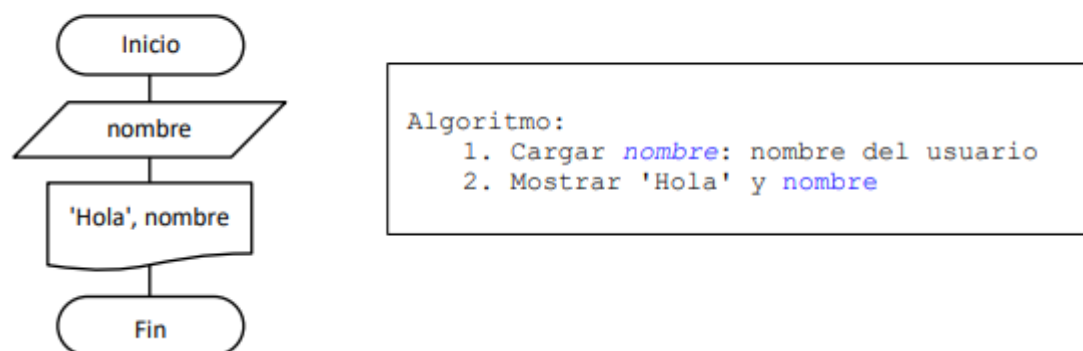 Inicio
nombre
'Hola', nombre
Fin
Algoritmo:
1. Cargar nombre: nombre del usuario
2. Mostrar 'Hola' y nombre